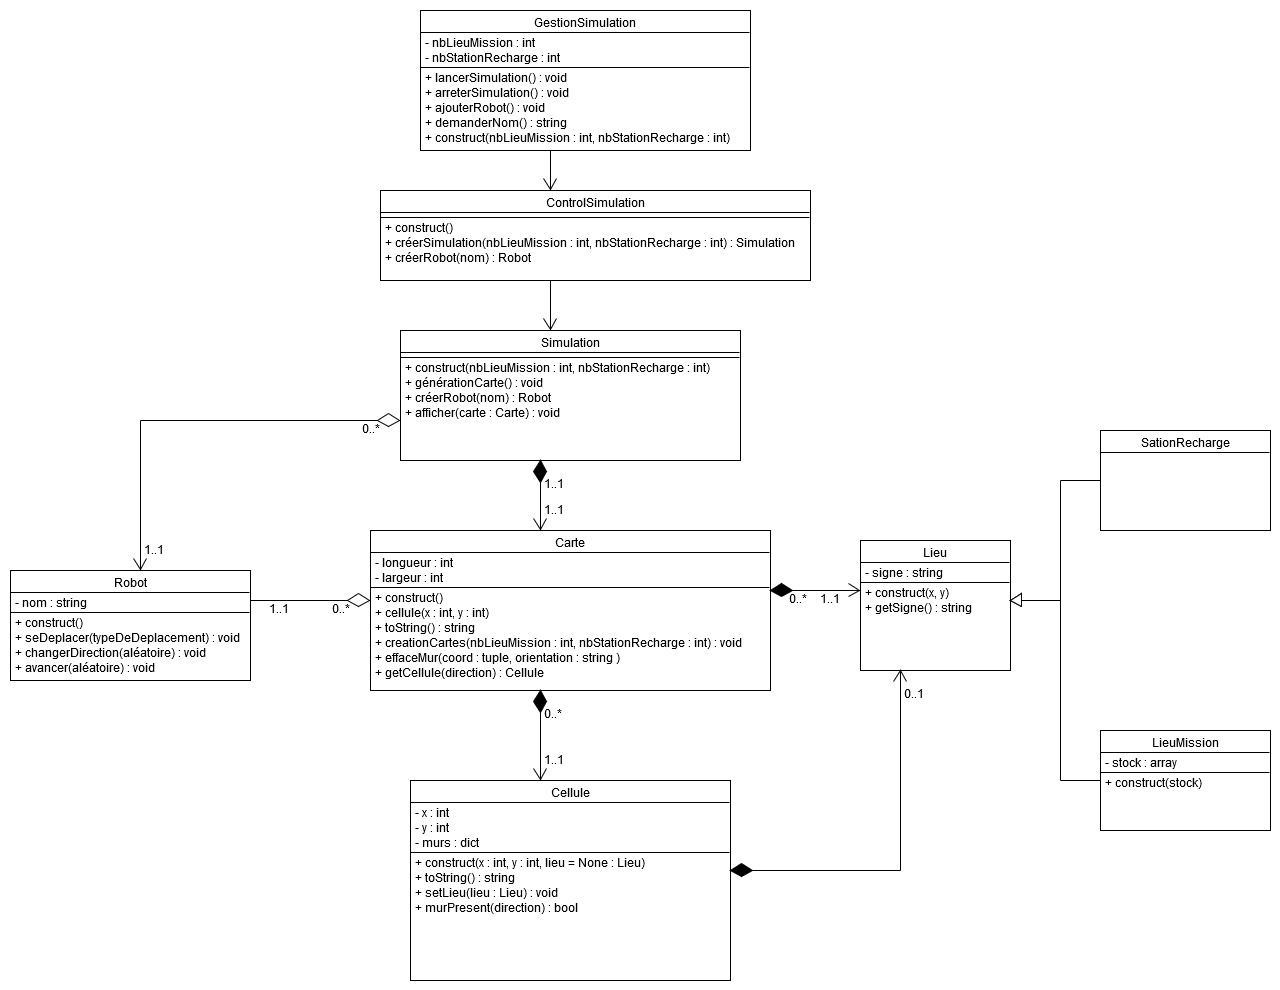 GestionSimulation
- nbLieuMission : int
- nbStationRecharge : int
+ lancerSimulation() : void
+ arreterSimulation() : void
+ ajouterRobot() : void
+ demanderNom() : string
+ construct(nbLieuMission : int, nbStationRecharge : int)
ControlSimulation
+ construct()
+ créerSimulation(nbLieuMission : int, nbStationRecharge : int) : Simulation
+ créerRobot(nom) : Robot
Simulation
+ construct(nbLieuMission : int, nbStationRecharge : int)
+ générationCarte() : void
+ créerRobot(nom) : Robot
+ afficher(carte : Carte) : void
0..*
1..1
1..1
1..1
Robot
- nom : string
+ construct()
+ seDeplacer(typeDeDeplacement) : void
+ changerDirection(aléatoire) : void
+ avancer(aléatoire) : void
1..1
0..*
Carte
- longueur : int
- largeur : int
+ construct()
+ cellule(x : int, y : int)
+ toString() : string
+ creationCartes(nbLieuMission : int, nbStationRecharge : int) : void
+ effaceMur(coord : tuple, orientation : string )
+ getCellule(direction) : Cellule
0..*
1..1
Lieu
- signe : string
+ construct(x, y)
+ getSigne() : string
0..1
SationRecharge
LieuMission
- stock : array
+ construct(stock)
0..*
1..1
Cellule
- x : int
- y : int
- murs : dict
+ construct(x : int, y : int, lieu = None : Lieu)
+ toString() : string
+ setLieu(lieu : Lieu) : void
+ murPresent(direction) : bool